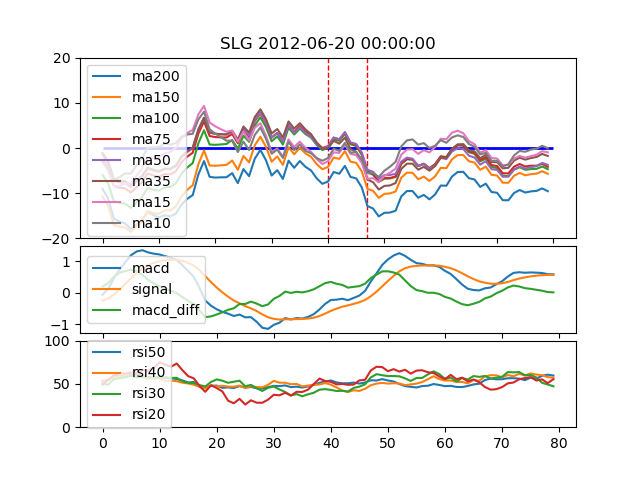 SLG 2012-06-20 00:00:00
20
10
0
−10
−20
ma200
ma150
ma100
ma75
ma50
ma35
ma15
ma10
1
0
−1
macd
signal
macd_diff
100
50
0
rsi50
rsi40
rsi30
rsi20
0 10 20 30 40 50 60 70 80